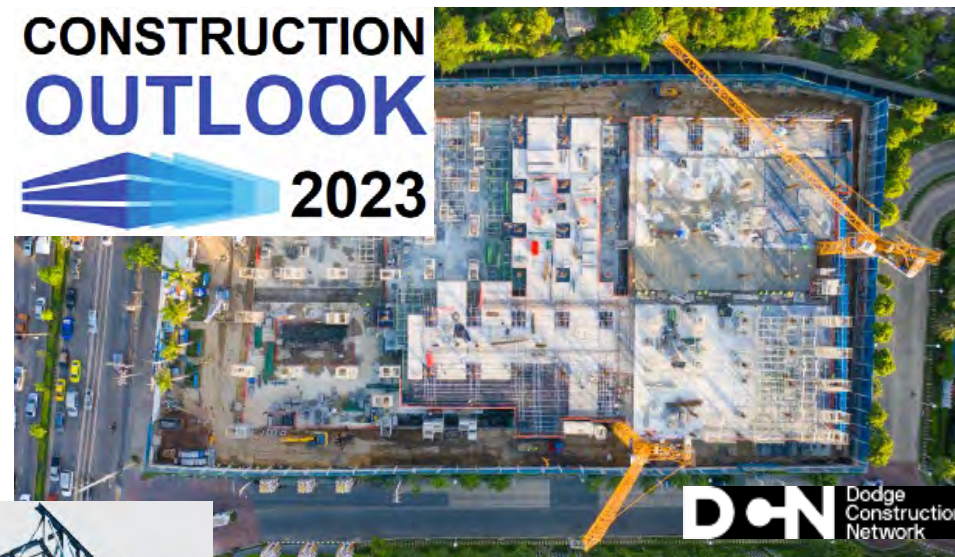 CONSTRUCTION
OUTLOOK
2023
DCN
Dodge
Construction
Network